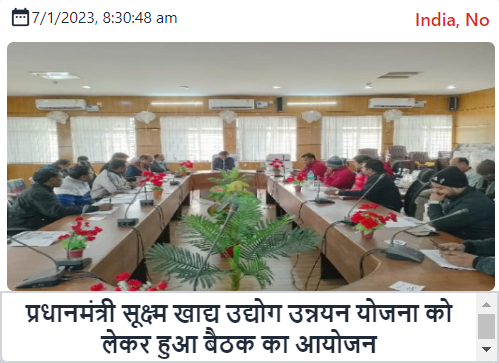 7/1/2023, 8:30:48 am
India, No
प्रधानमंत्री सूक्ष्म खाद्य उद्योग उन्नयन योजना को
लेकर हुआ बैठक का आयोजन